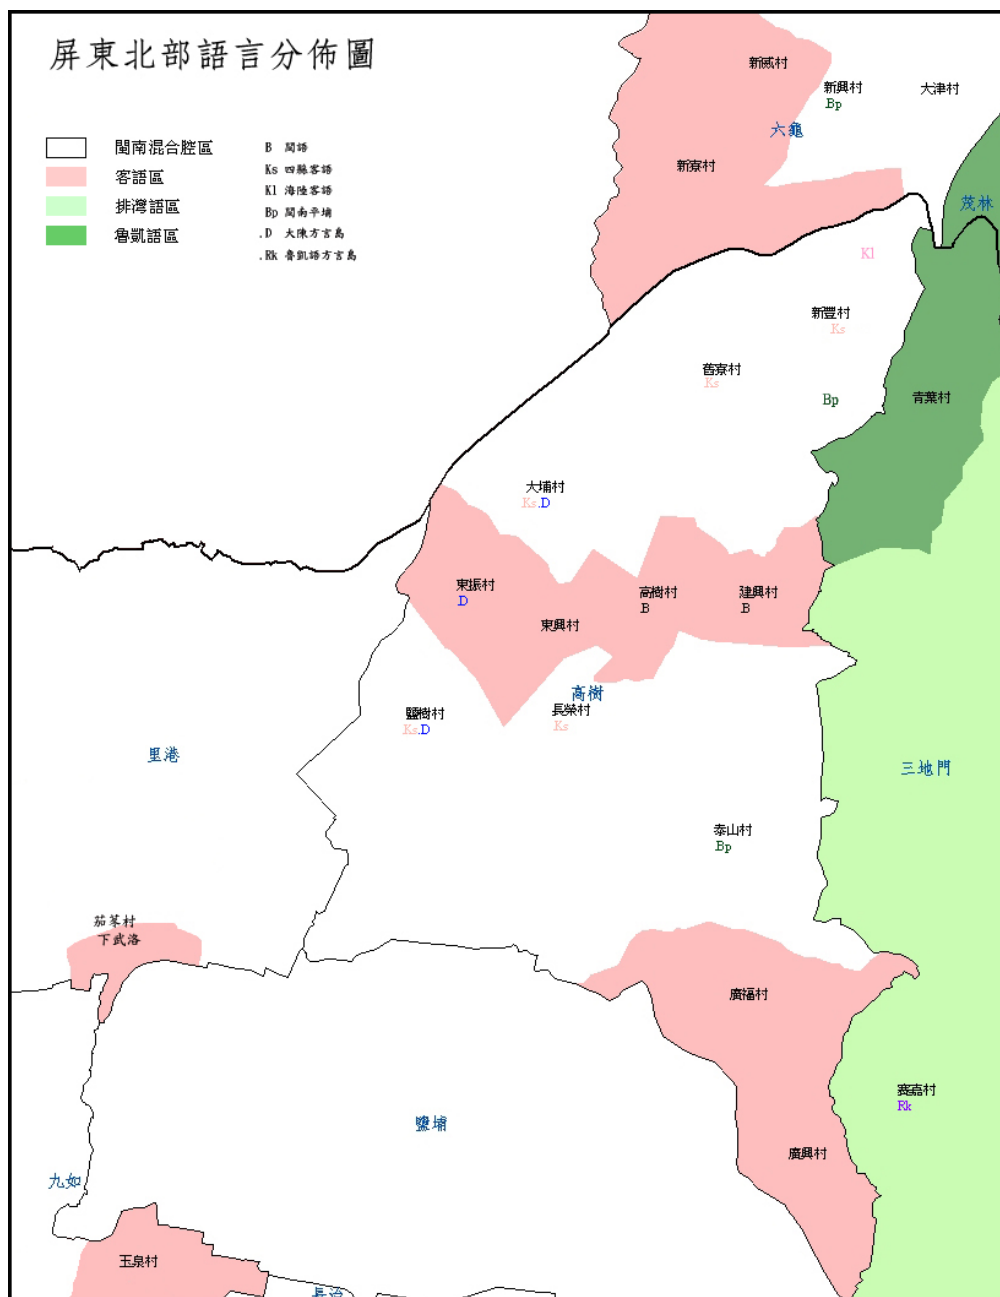 屏東北部語言分佈圖
閩南混合腔區
客語區
排灣語區
魯凱語區
B 閩語
Ks 四縣客語
Kl 海陸客語
Bp 閩南平埔
.D 大陳方言島
.Rk 魯凱語方言島
新威村
新興村
Bp
大津村
六龜
新寮村
茂林
Kl
新豐村
Ks
舊寮村
Ks
Bp
青葉村
大埔村
Ks.D
東振村
.D
東興村
高樹村
B
建興村
B
高樹
長榮村
Ks
鹽樹村
Ks.D
里港
三地門
泰山村
Bp
茄苳村
下武洛
廣福村
賽嘉村
Rk
鹽埔
廣興村
九如
玉泉村
長治